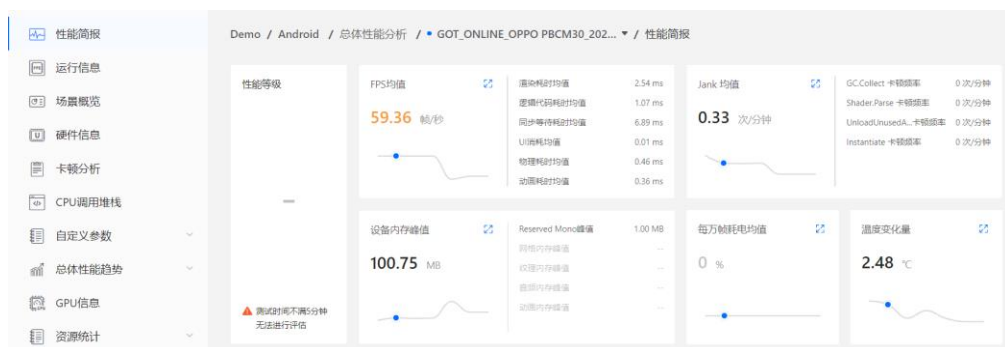 性能简报
运行信息
场景概览
硬件信息
卡顿分析
CPU调用堆栈
自定义参数
总体性能趋势
GPU信息
资源统计
Demo / Android / 总体性能分析 / • GOT_ONLINE_OPPO PBCM30_202... ▾ / 性能简报
性能等级
—
测试时间不满5分钟
无法进行评估
FPS均值
59.36 帧/秒
渲染耗时均值 2.54 ms
逻辑代码耗时均值 1.07 ms
同步等待耗时均值 6.89 ms
UI消耗均值 0.01 ms
物理耗时均值 0.46 ms
动画耗时均值 0.36 ms
Jank 均值
0.33 次/分钟
GC.Collect 卡顿频率 0 次/分钟
Shader.Parse 卡顿频率 0 次/分钟
UnloadUnusedA... 卡顿频率 0 次/分钟
Instantiate 卡顿频率 0 次/分钟
设备内存峰值
100.75 MB
Reserved Mono峰值 1.00 MB
网格内存峰值 --
纹理内存峰值 --
音频内存峰值 --
动画内存峰值 --
每万帧耗电均值
0 %
温度变化量
2.48 ℃